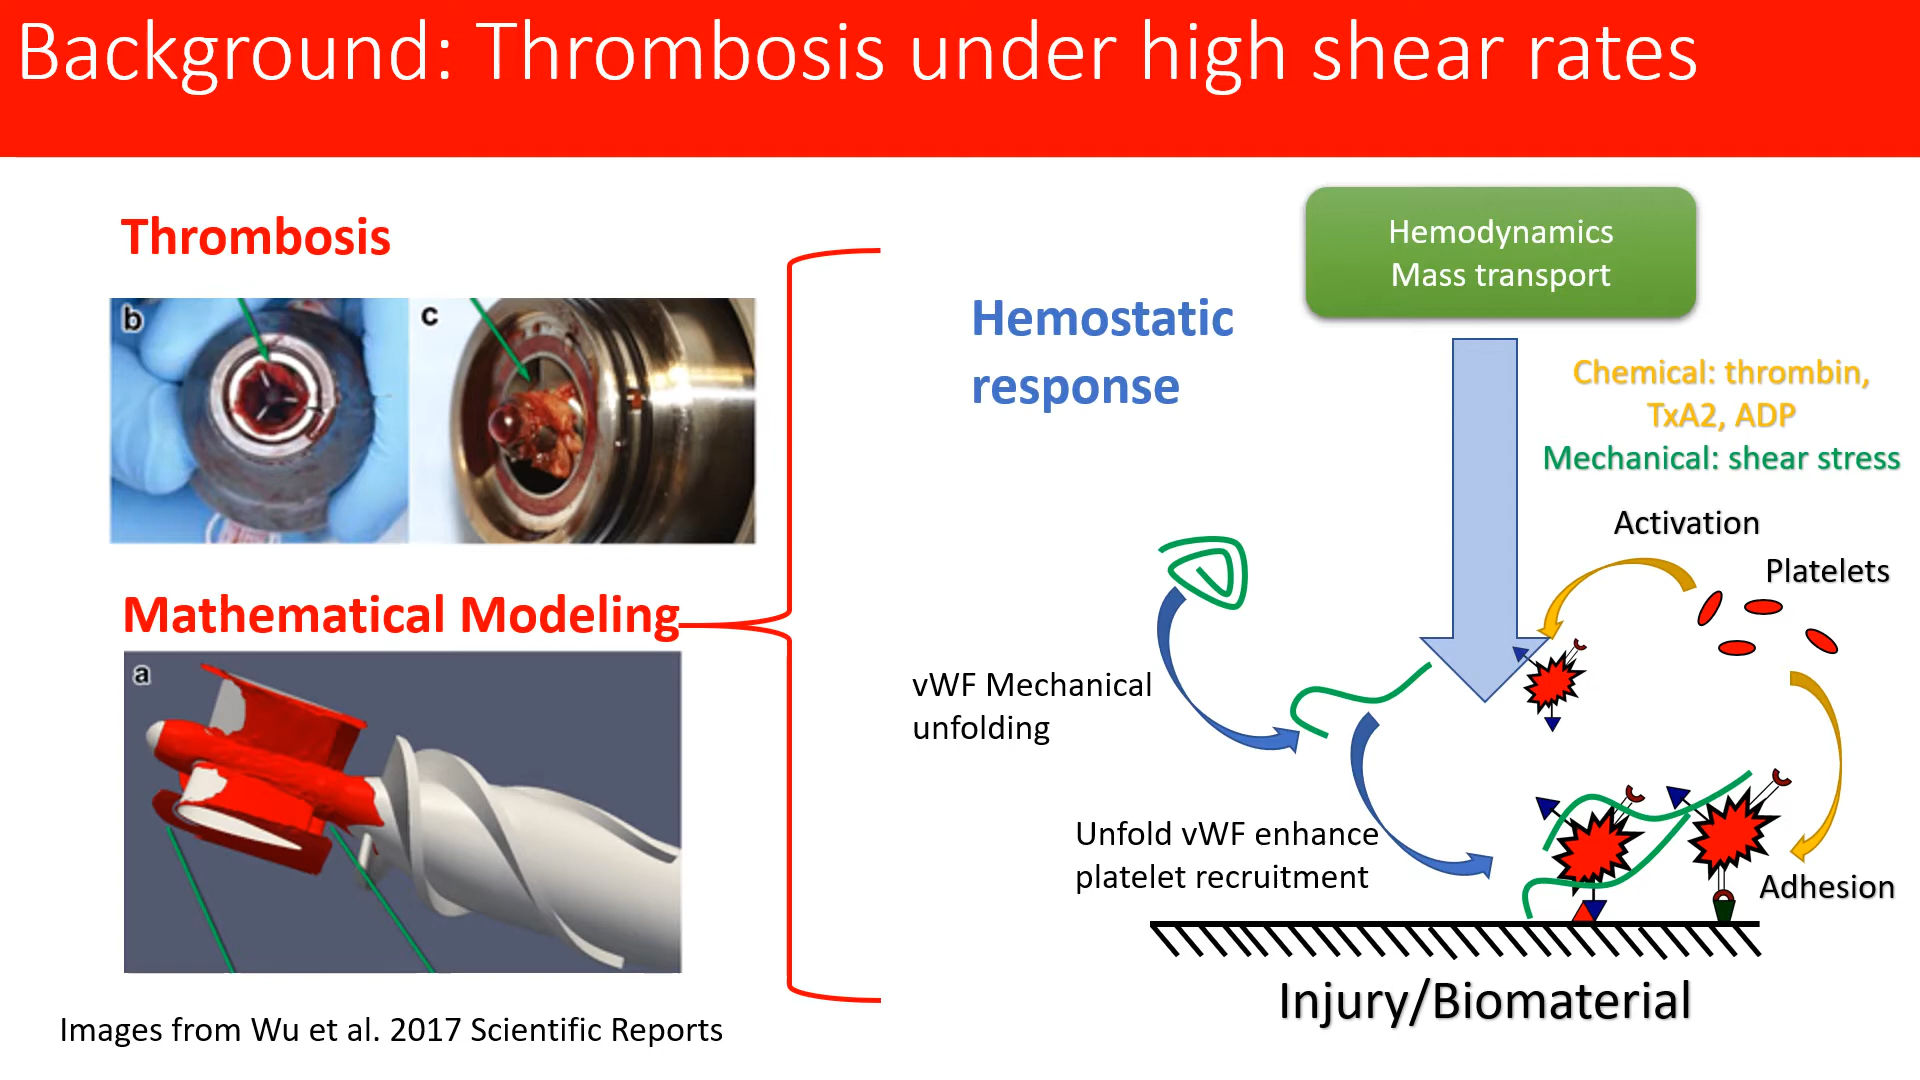 Background: Thrombosis under high shear rates
Thrombosis
b
c
Mathematical Modeling
a
Images from Wu et al. 2017 Scientific Reports
Hemostatic
response
Hemodynamics
Mass transport
Chemical: thrombin,
TxA2, ADP
Mechanical: shear stress
Activation
Platelets
vWF Mechanical
unfolding
Unfold vWF enhance
platelet recruitment
Adhesion
Injury/Biomaterial